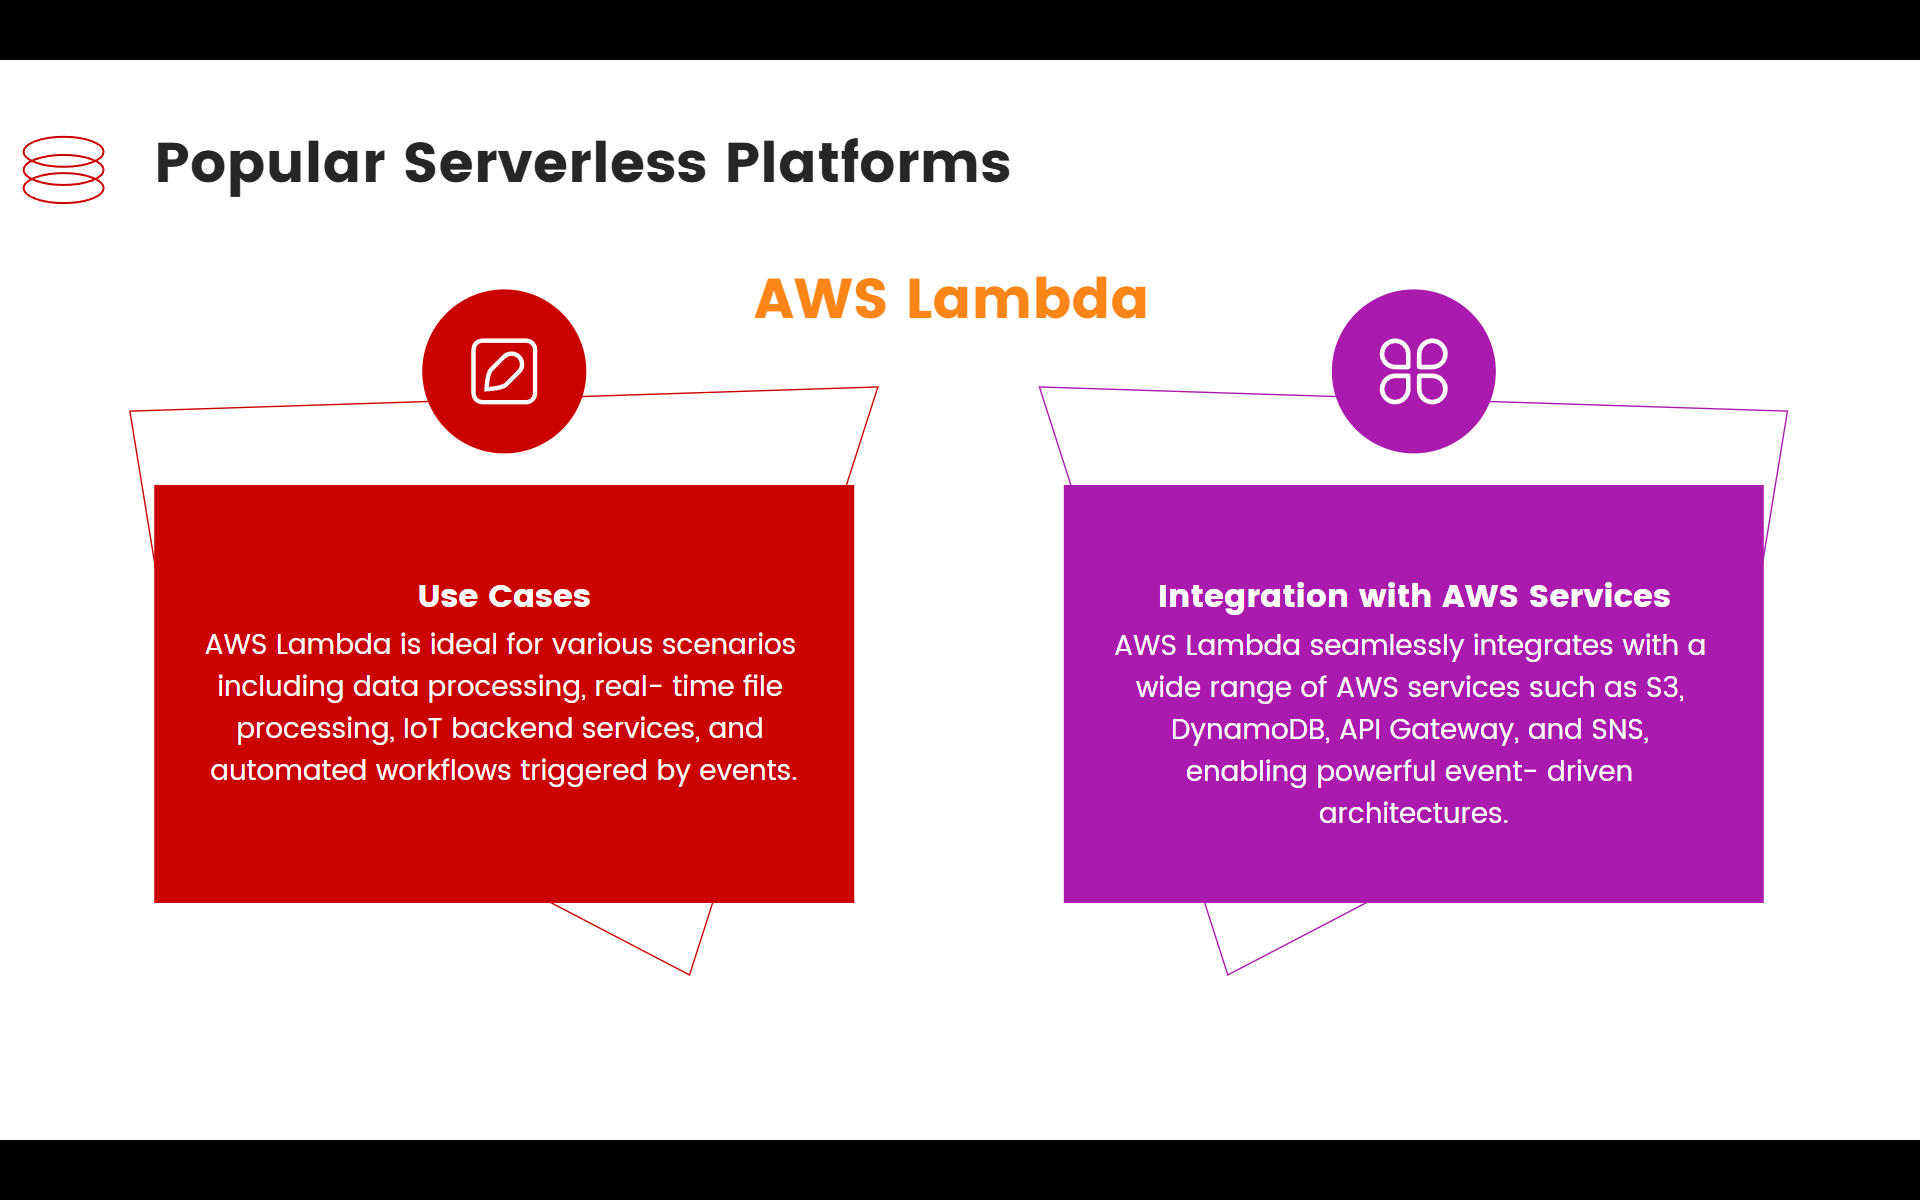 Popular Serverless Platforms
AWS Lambda
Use Cases
AWS Lambda is ideal for various scenarios
including data processing, real- time file
processing, IoT backend services, and
automated workflows triggered by events.
Integration with AWS Services
AWS Lambda seamlessly integrates with a
wide range of AWS services such as S3,
DynamoDB, API Gateway, and SNS,
enabling powerful event- driven
architectures.